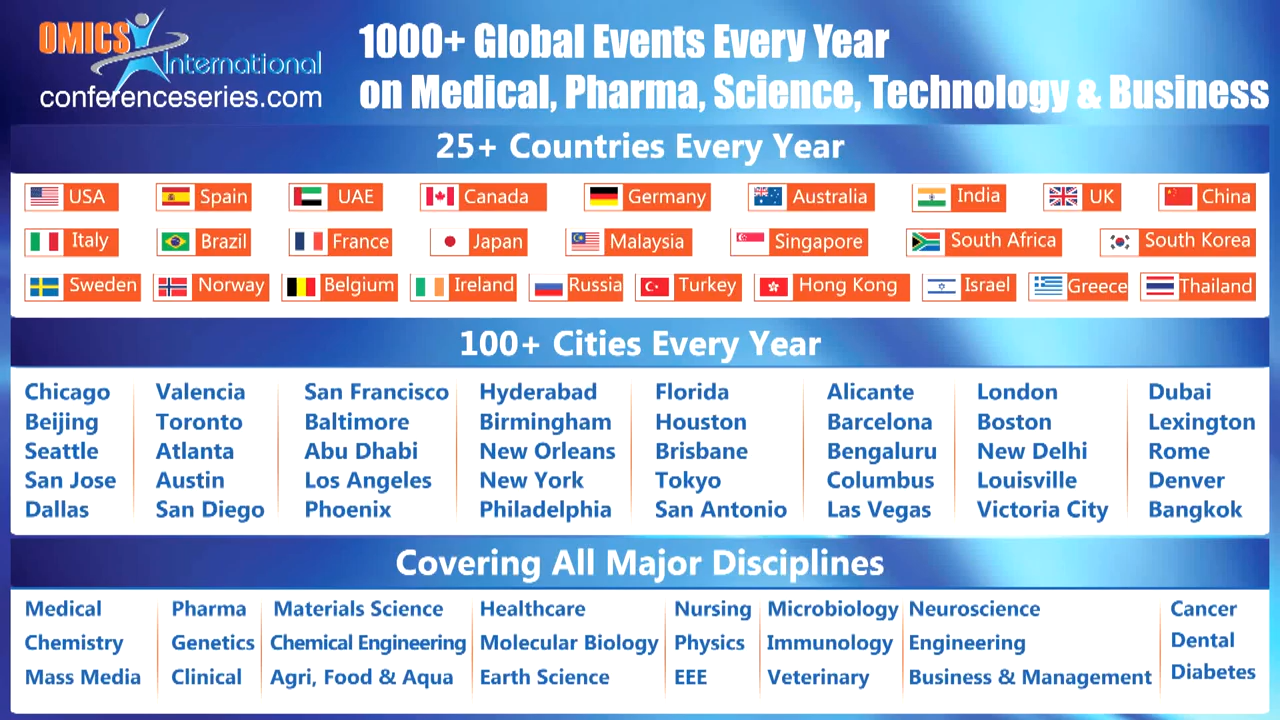 OMICS International
conferenceseries.com
1000+ Global Events Every Year
on Medical, Pharma, Science, Technology & Business
25+ Countries Every Year
USA Spain UAE Canada Germany Australia India UK China
Italy Brazil France Japan Malaysia Singapore South Africa South Korea
Sweden Norway Belgium Ireland Russia Turkey Hong Kong Israel Greece Thailand
100+ Cities Every Year
Chicago Valencia San Francisco Hyderabad Florida Alicante London Dubai
Beijing Toronto Baltimore Birmingham Houston Barcelona Boston Lexington
Seattle Atlanta Abu Dhabi New Orleans Brisbane Bengaluru New Delhi Rome
San Jose Austin Los Angeles New York Tokyo Columbus Louisville Denver
Dallas San Diego Phoenix Philadelphia San Antonio Las Vegas Victoria City Bangkok
Covering All Major Disciplines
Medical Pharma Materials Science Healthcare Nursing Microbiology Neuroscience Cancer
Chemistry Genetics Chemical Engineering Molecular Biology Physics Immunology Engineering Dental
Mass Media Clinical Agri, Food & Aqua Earth Science EEE Veterinary Business & Management Diabetes